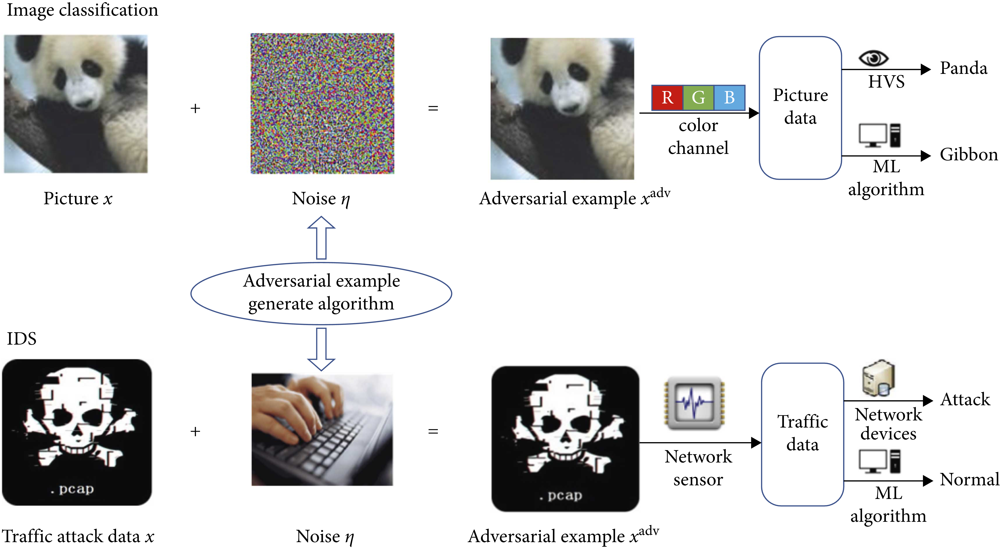 Image classification
+
=
R G B
color
channel
Picture
data
HVS
Panda
ML
algorithm
Gibbon
Picture x
Noise η
Adversarial example x^adv
Adversarial example
generate algorithm
IDS
.pcap
+
=
.pcap
Network
sensor
Traffic
data
Network
devices
Attack
ML
algorithm
Normal
Traffic attack data x
Noise η
Adversarial example x^adv